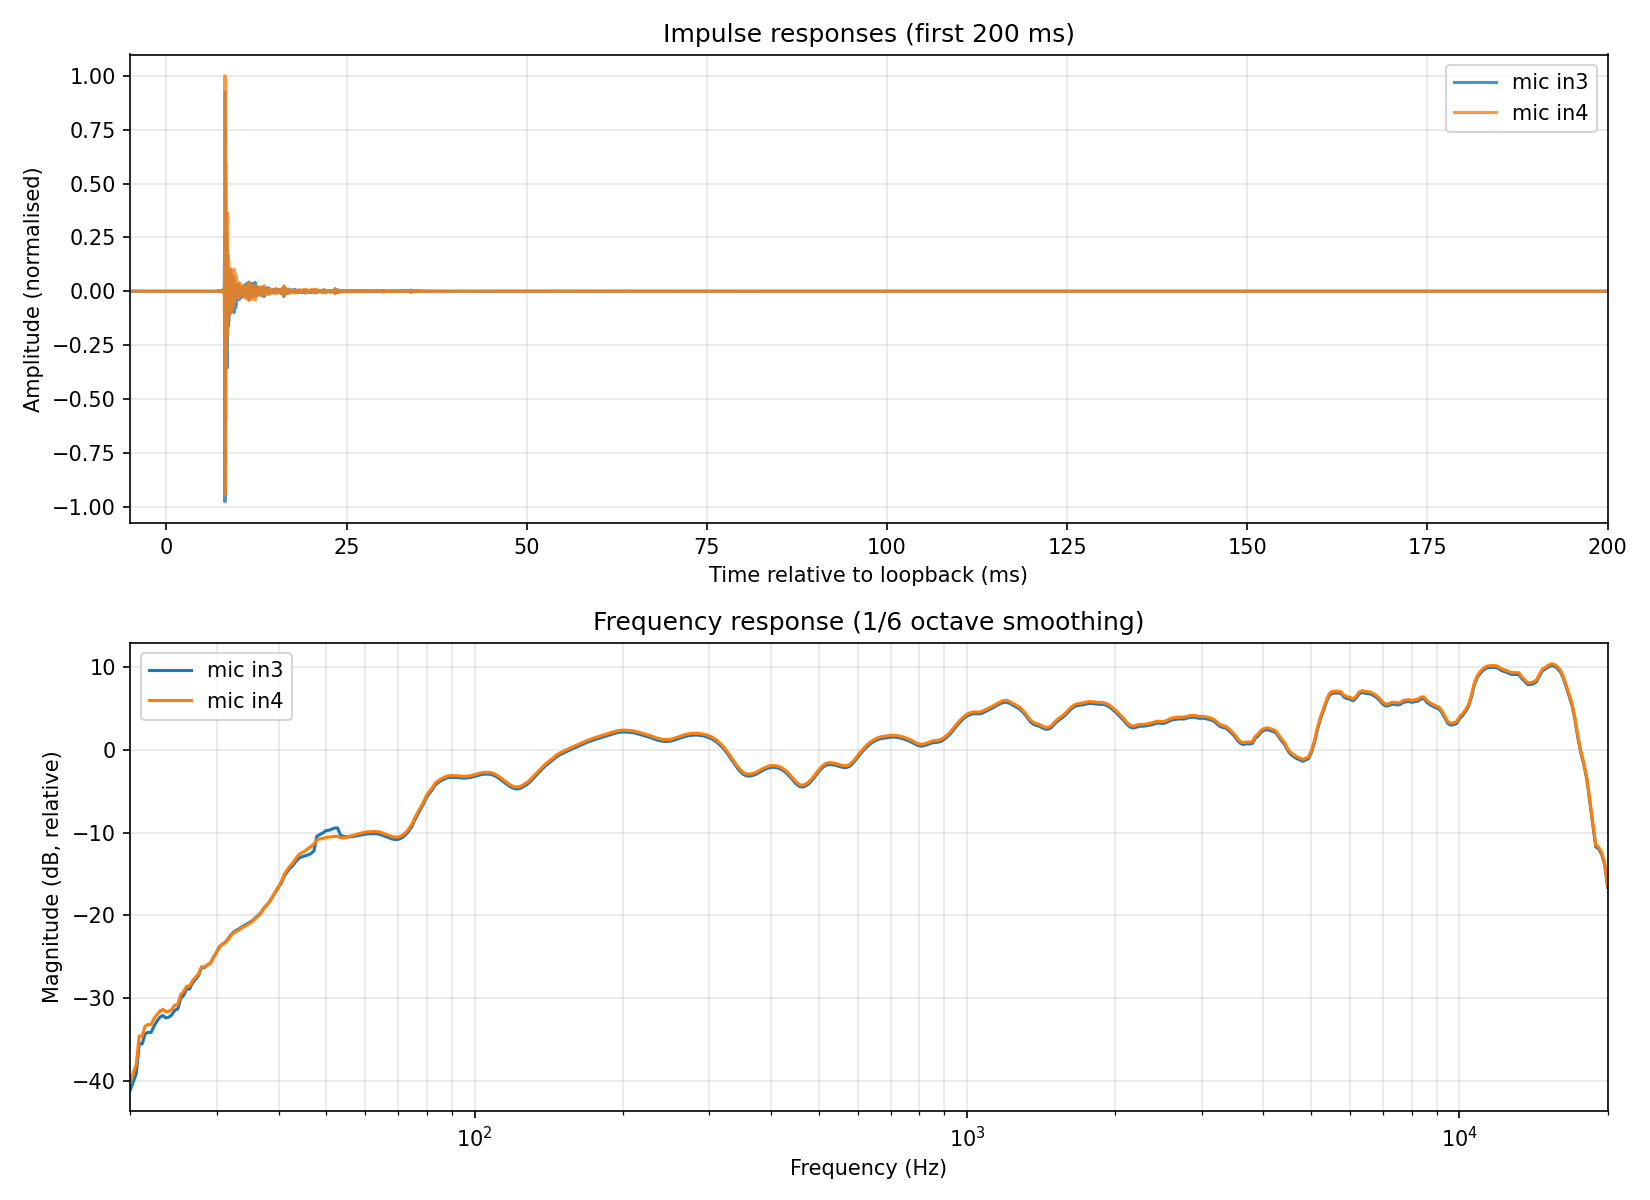 Impulse responses (first 200 ms)
Amplitude (normalised)
1.00
0.75
0.50
0.25
0.00
−0.25
−0.50
−0.75
−1.00
mic in3
mic in4
0 25 50 75 100 125 150 175 200
Time relative to loopback (ms)
Frequency response (1/6 octave smoothing)
Magnitude (dB, relative)
10
0
−10
−20
−30
−40
mic in3
mic in4
10² 10³ 10⁴
Frequency (Hz)